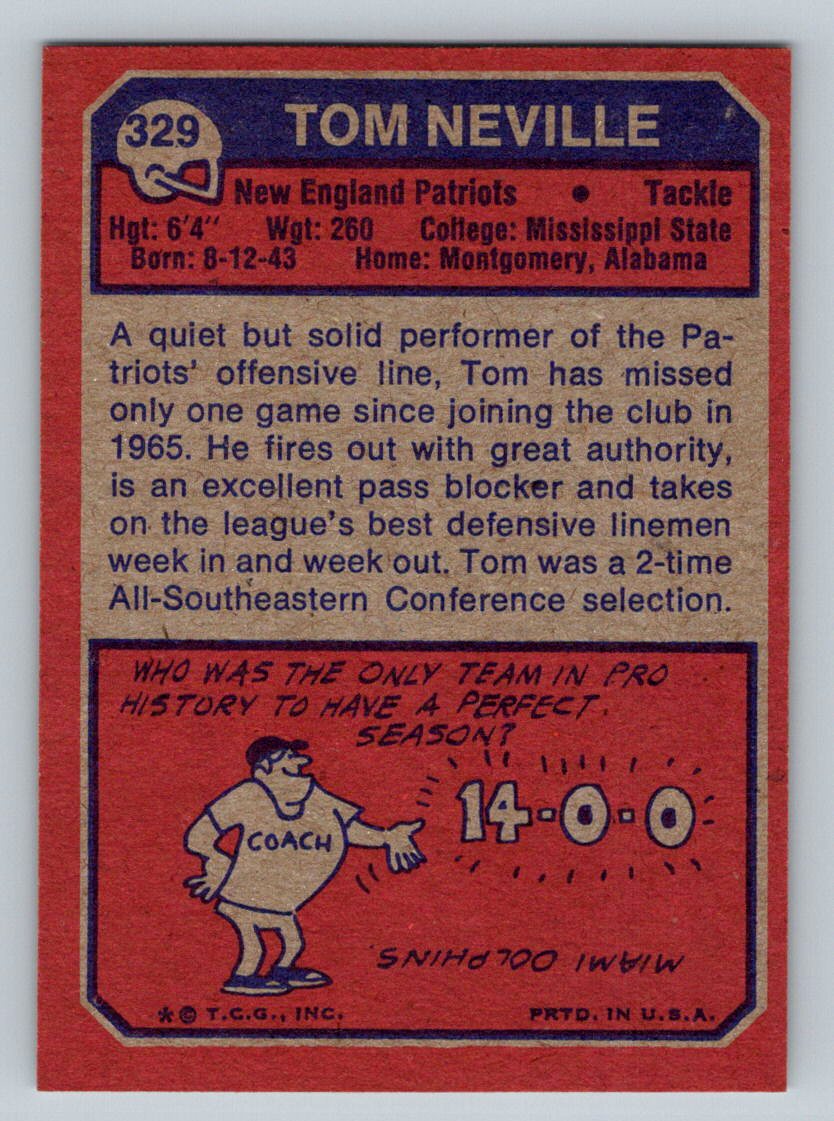 329 TOM NEVILLE
New England Patriots • Tackle
Hgt: 6'4" Wgt: 260 College: Mississippi State
Born: 8-12-43 Home: Montgomery, Alabama
A quiet but solid performer of the Pa-
triots' offensive line, Tom has missed
only one game since joining the club in
1965. He fires out with great authority,
is an excellent pass blocker and takes
on the league's best defensive linemen
week in and week out. Tom was a 2-time
All-Southeastern Conference selection.
WHO WAS THE ONLY TEAM IN PRO
HISTORY TO HAVE A PERFECT
SEASON?
14-0-0
COACH
MIAMI DOLPHINS.
* © T.C.G., INC. PRTD. IN U.S.A.